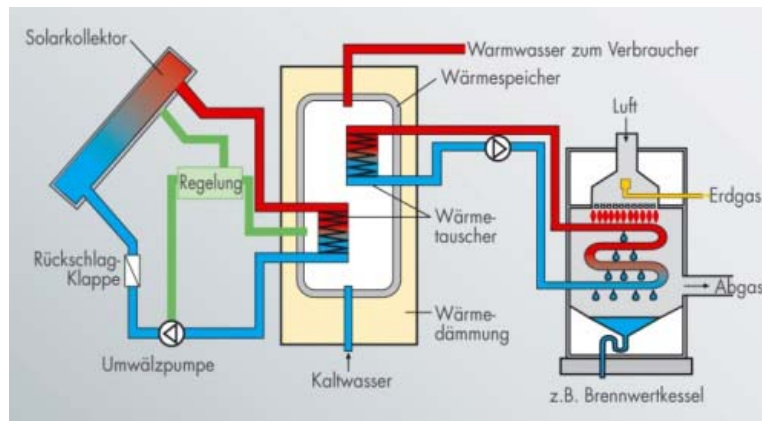 Solarkollektor
Warmwasser zum Verbraucher
Wärmespeicher
Luft
Regelung
Erdgas
Wärme-
tauscher
Rückschlag-
Klappe
Abgas
Wärme-
dämmung
Umwälzpumpe
Kaltwasser
z.B. Brennwertkessel